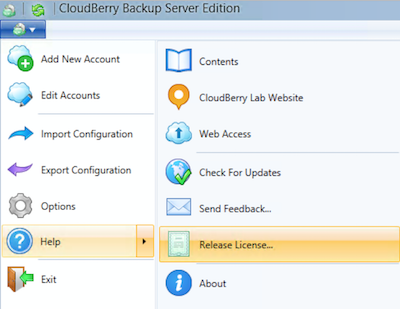 CloudBerry Backup Server Edition
Add New Account
Edit Accounts
Import Configuration
Export Configuration
Options
Help
Exit
Contents
CloudBerry Lab Website
Web Access
Check For Updates
Send Feedback...
Release License...
About